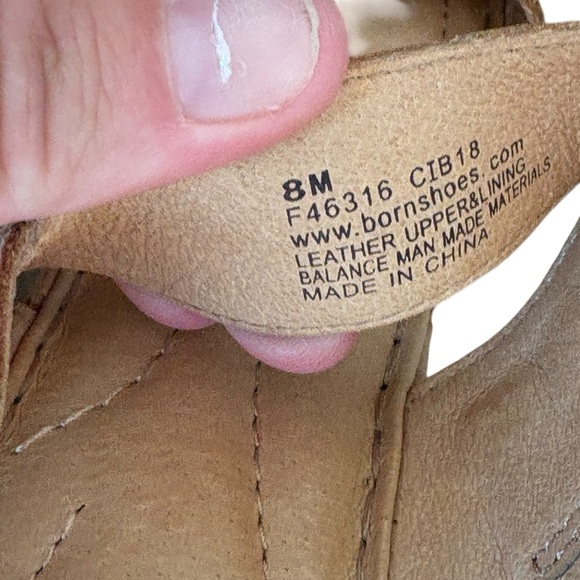 8M
F46316 CIB18
www.bornshoes.com
LEATHER UPPER&LINING
BALANCE MAN MADE MATERIALS
MADE IN CHINA